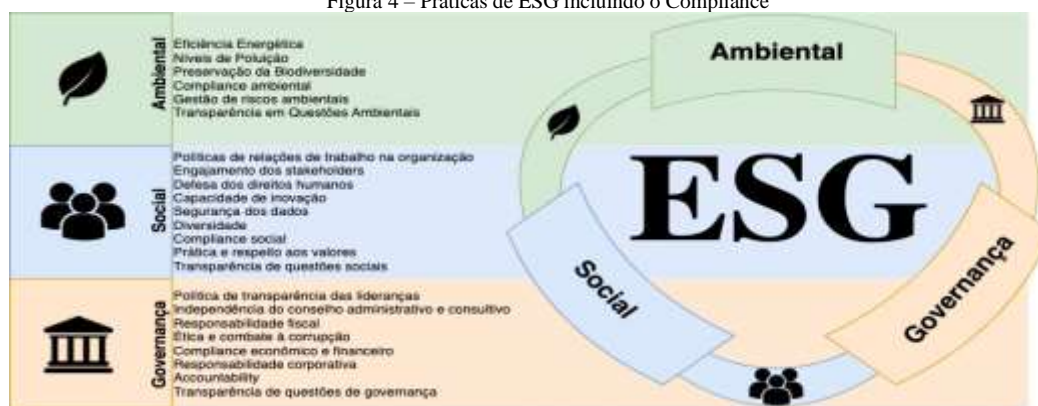 Figura 4 – Práticas de ESG incluindo o Compliance
Ambiental
Eficiência Energética
Níveis de Poluição
Preservação da Biodiversidade
Compliance ambiental
Gestão de riscos ambientais
Transparência em Questões Ambientais
Social
Políticas de relações de trabalho na organização
Engajamento dos stakeholders
Defesa dos direitos humanos
Capacidade de inovação
Segurança dos dados
Diversidade
Compliance social
Prática e respeito aos valores
Transparência de questões sociais
Governança
Política de transparência das lideranças
Independência do conselho administrativo e consultivo
Responsabilidade fiscal
Ética e combate à corrupção
Compliance econômico e financeiro
Responsabilidade corporativa
Accountability
Transparência de questões de governança
Ambiental
ESG
Social
Governança